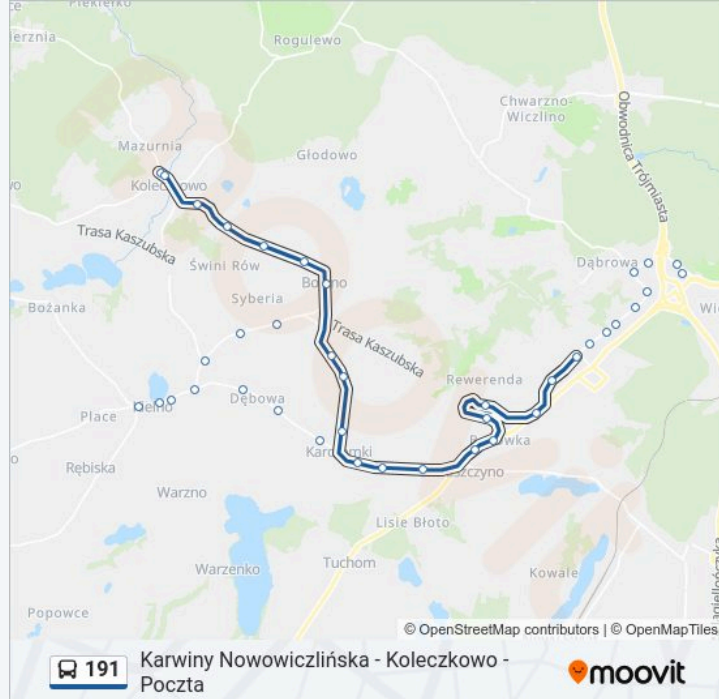 Piekiełko
Rogulewo
Chwarzno-
Wiczlino
Obwodnica Trójmiasta
Mazurnia
Głodowo
Koleczkowo
Trasa Kaszubska
Świni Rów
Dąbrowa
Bojano
Bożanka
Syberia
Trasa Kaszubska
Rewerenda
Dębowa
Place
Kielno
Rębiska
Karczemki
Warzno
Lisie Błoto
Warzenko
Tuchom
Kowale
Popowce
© OpenStreetMap contributors | © OpenMapTiles
191
Karwiny Nowowiczlińska - Koleczkowo -
Poczta
moovit